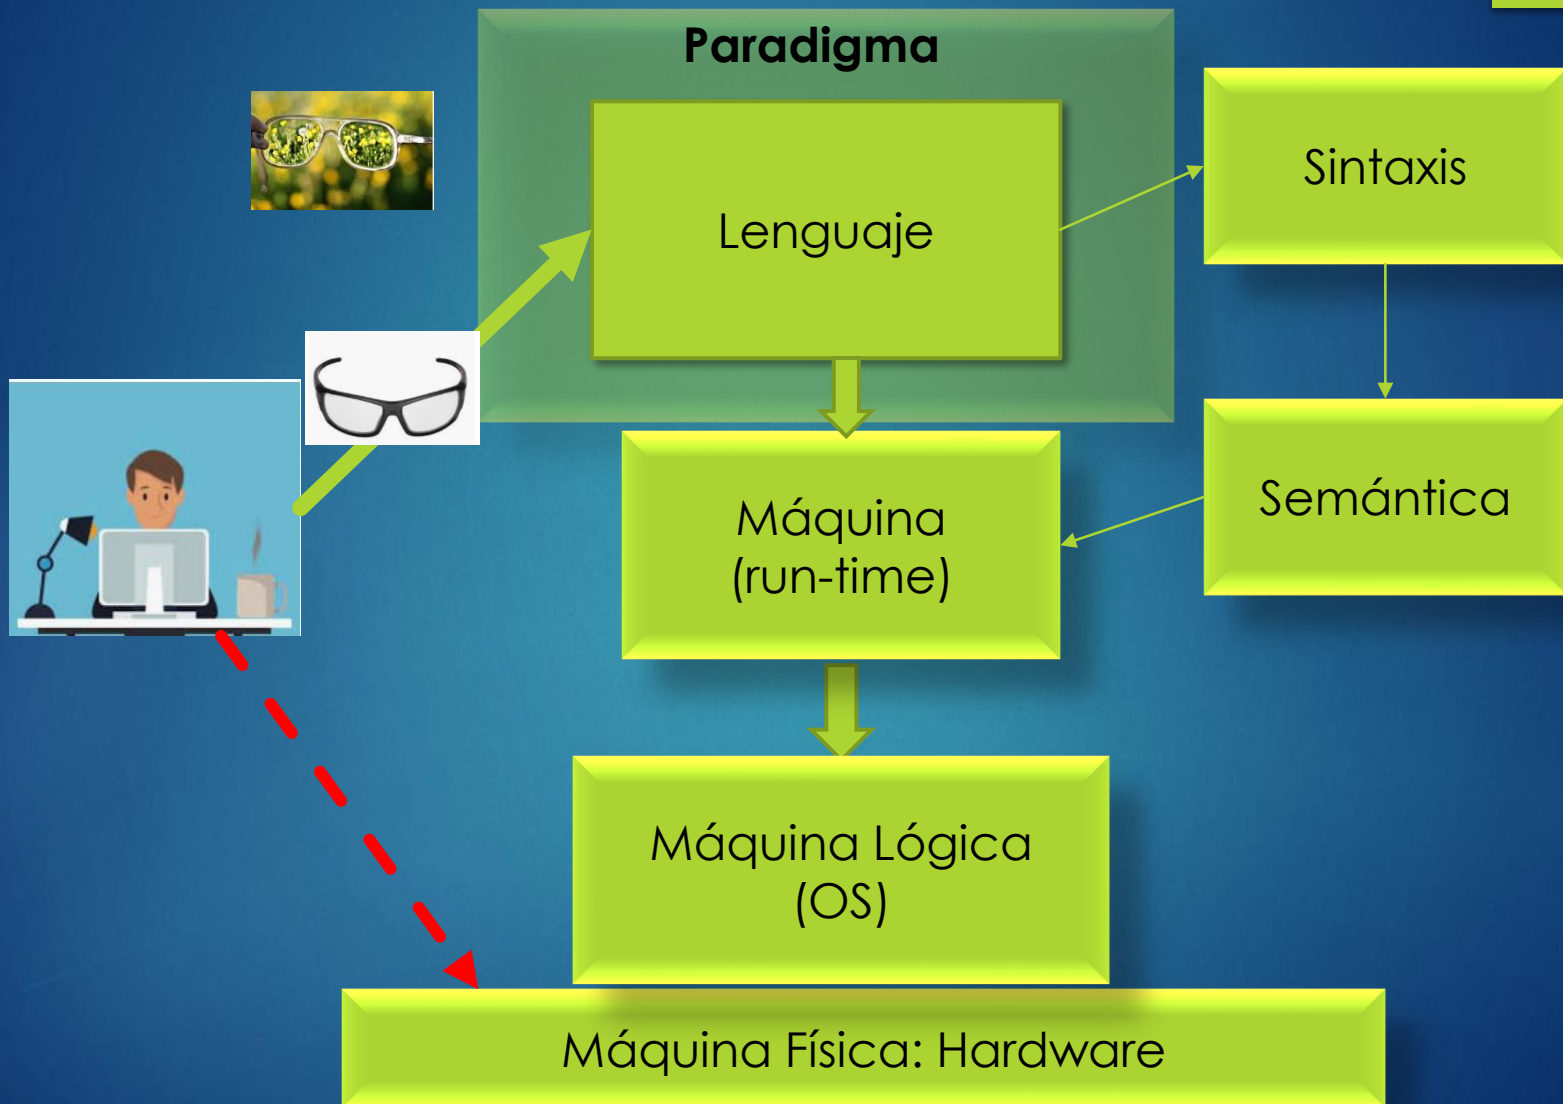 Paradigma
Lenguaje
Sintaxis
Semántica
Máquina
(run-time)
Máquina Lógica
(OS)
Máquina Física: Hardware